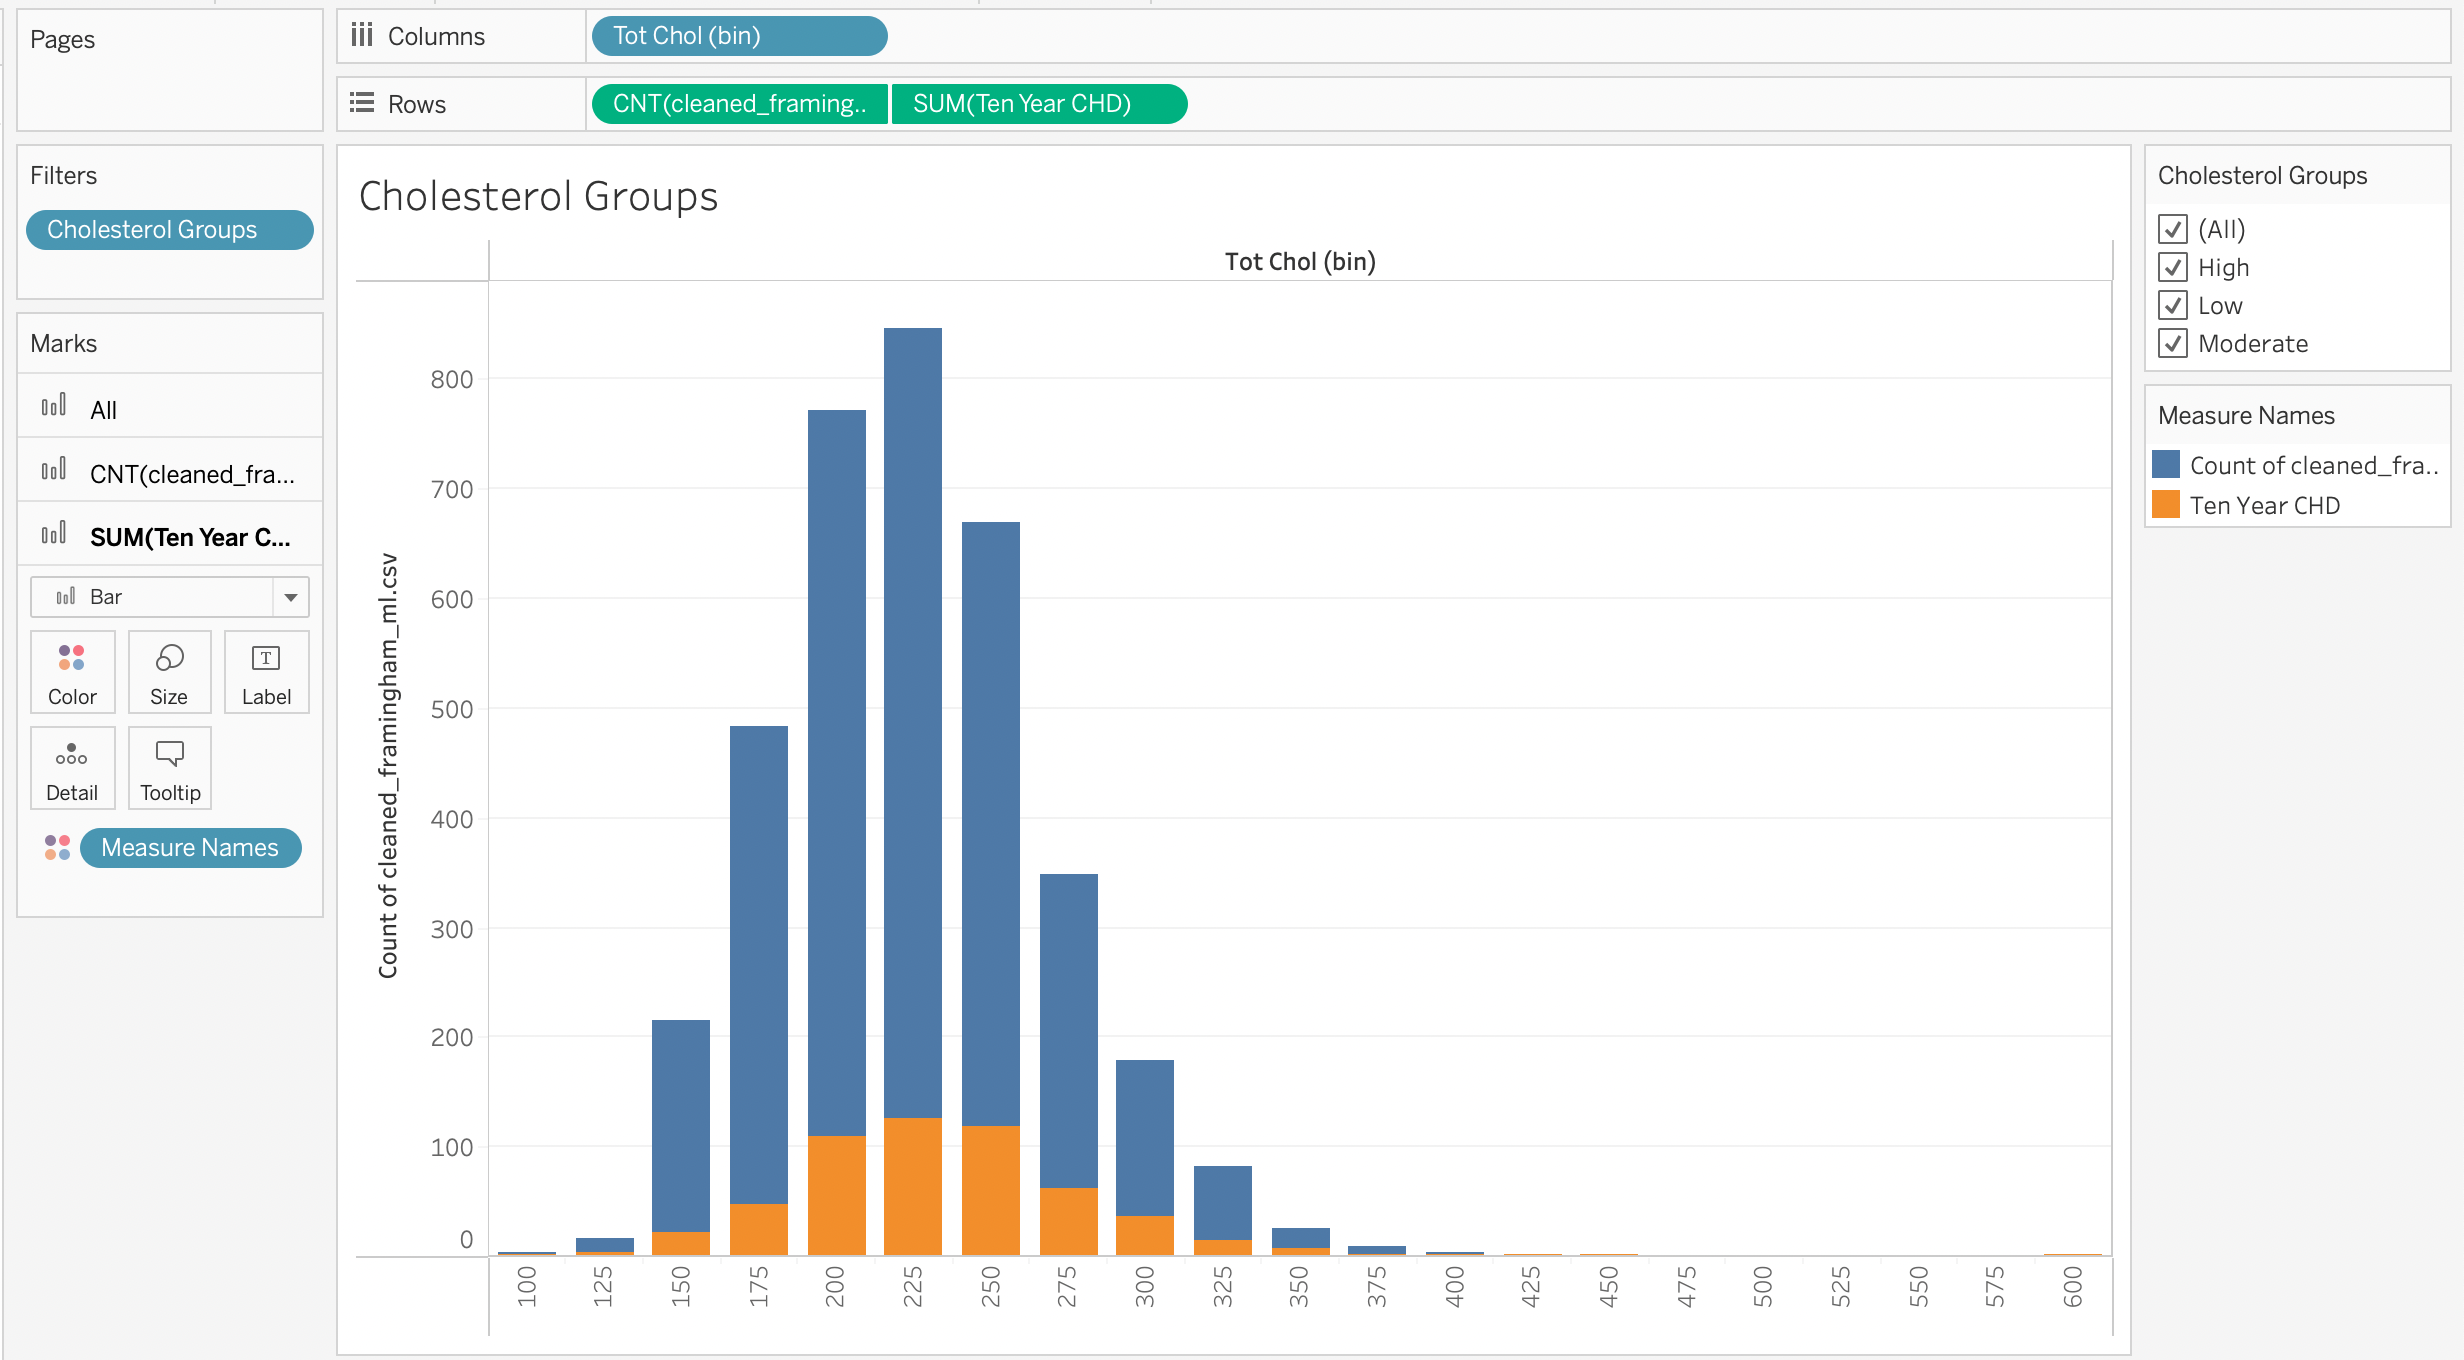 Pages
Columns
Tot Chol (bin)
Rows
CNT(cleaned_framing..
SUM(Ten Year CHD)
Filters
Cholesterol Groups
Marks
All
CNT(cleaned_fra...
SUM(Ten Year C...
Bar
Color
Size
Label
Detail
Tooltip
Measure Names
Cholesterol Groups
Tot Chol (bin)
Count of cleaned_framingham_ml.csv
800
700
600
500
400
300
200
100
0
100
125
150
175
200
225
250
275
300
325
350
375
400
425
450
475
500
525
550
575
600
Cholesterol Groups
(All)
High
Low
Moderate
Measure Names
Count of cleaned_fra..
Ten Year CHD